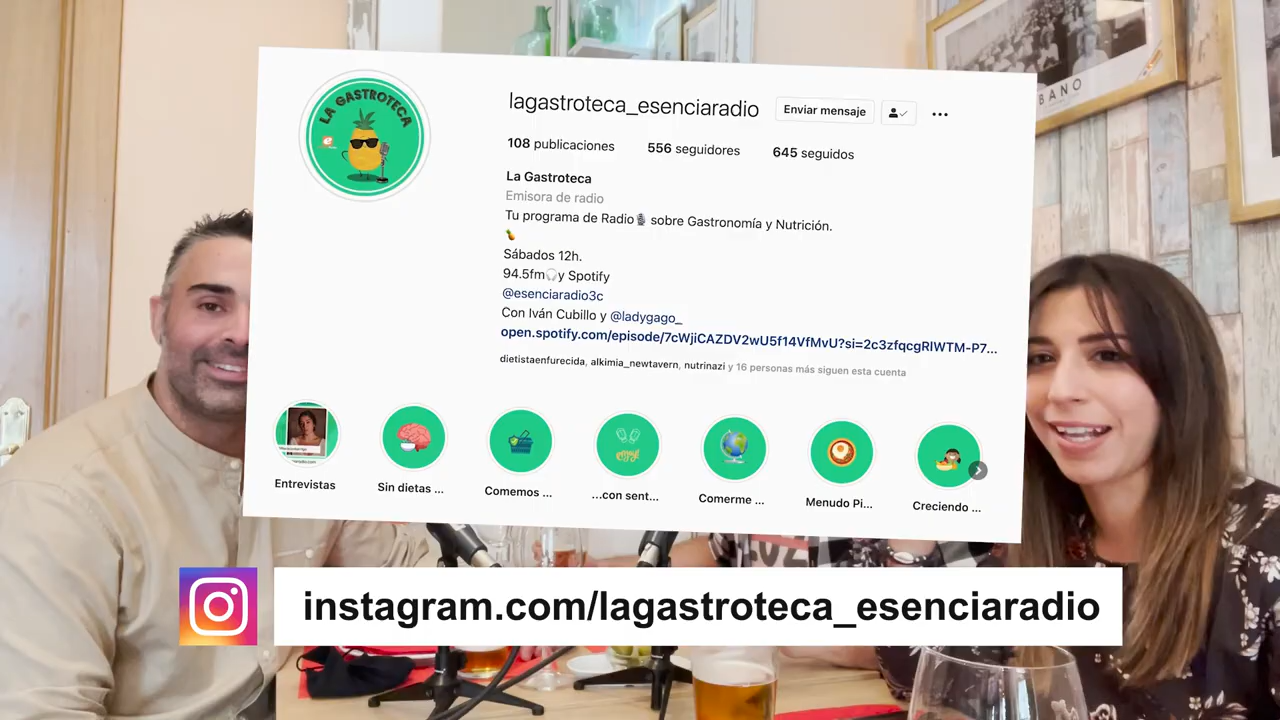 LA GASTROTECA
lagastroteca_esenciaradio
Enviar mensaje
108 publicaciones
556 seguidores
645 seguidos
La Gastroteca
Emisora de radio
Tu programa de Radio🎙️ sobre Gastronomía y Nutrición.
🍍
Sábados 12h.
94.5fm🎧y Spotify
@esenciaradio3c
Con Iván Cubillo y @ladygago_
open.spotify.com/episode/7cWjiCAZDV2wU5f14VfMvU?si=2c3zfqcgRlWTM-P7...
dietistaenfurecida, alkimia_newtavern, nutrinazi y 16 personas más siguen esta cuenta
Entrevistas
Sin dietas ...
Comemos ...
...con sent...
Comerme ...
Menudo Pi...
Creciendo ...
instagram.com/lagastroteca_esenciaradio